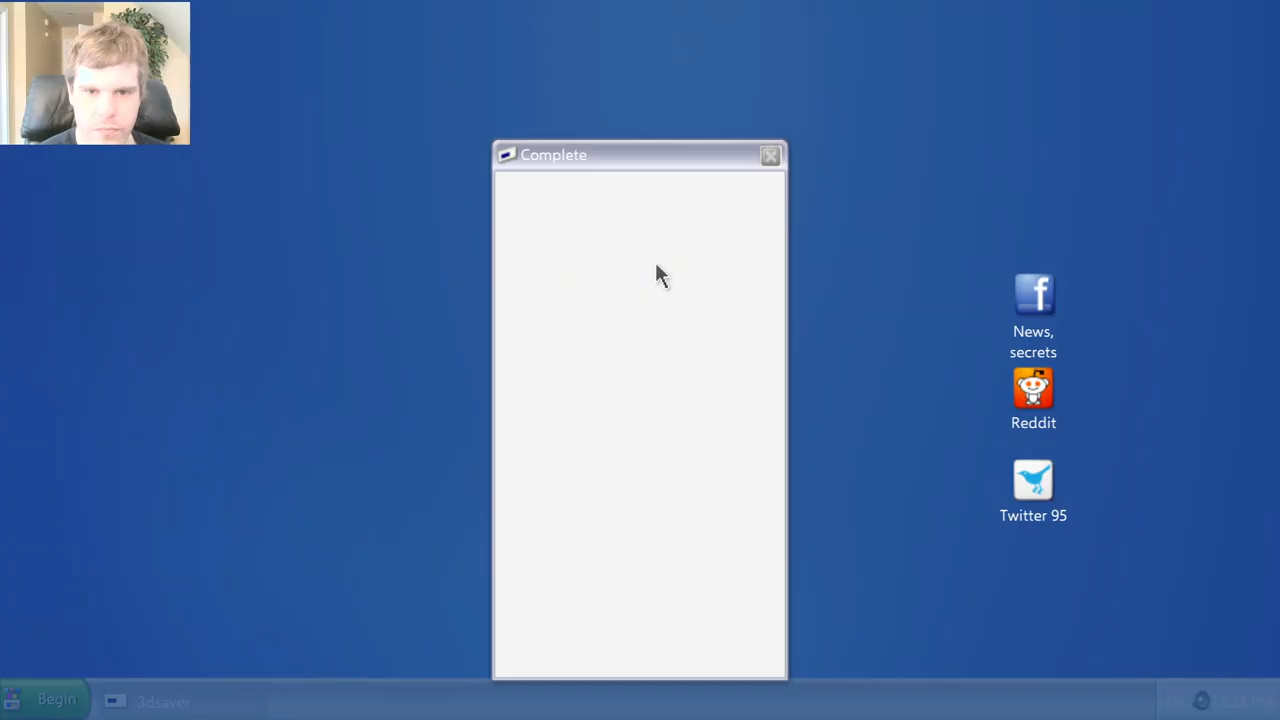 Complete
News,
secrets
Reddit
Twitter 95
Begin
3dsaver